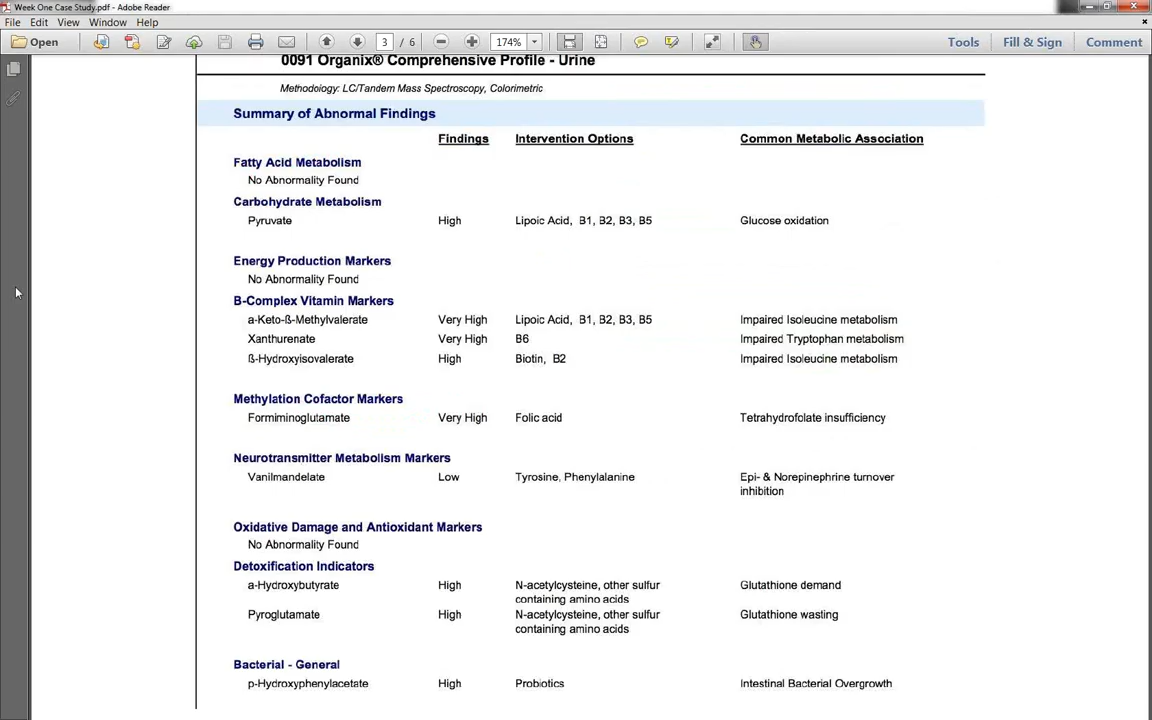 Week One Case Study.pdf - Adobe Reader
File Edit View Window Help
Open 3 / 6 174% Tools Fill & Sign Comment
0091 Organix® Comprehensive Profile - Urine
Methodology: LC/Tandem Mass Spectroscopy, Colorimetric
Summary of Abnormal Findings
Findings Intervention Options Common Metabolic Association
Fatty Acid Metabolism
No Abnormality Found
Carbohydrate Metabolism
Pyruvate High Lipoic Acid, B1, B2, B3, B5 Glucose oxidation
Energy Production Markers
No Abnormality Found
B-Complex Vitamin Markers
a-Keto-ß-Methylvalerate Very High Lipoic Acid, B1, B2, B3, B5 Impaired Isoleucine metabolism
Xanthurenate Very High B6 Impaired Tryptophan metabolism
ß-Hydroxyisovalerate High Biotin, B2 Impaired Isoleucine metabolism
Methylation Cofactor Markers
Formiminoglutamate Very High Folic acid Tetrahydrofolate insufficiency
Neurotransmitter Metabolism Markers
Vanilmandelate Low Tyrosine, Phenylalanine Epi- & Norepinephrine turnover
inhibition
Oxidative Damage and Antioxidant Markers
No Abnormality Found
Detoxification Indicators
a-Hydroxybutyrate High N-acetylcysteine, other sulfur Glutathione demand
containing amino acids
Pyroglutamate High N-acetylcysteine, other sulfur Glutathione wasting
containing amino acids
Bacterial - General
p-Hydroxyphenylacetate High Probiotics Intestinal Bacterial Overgrowth